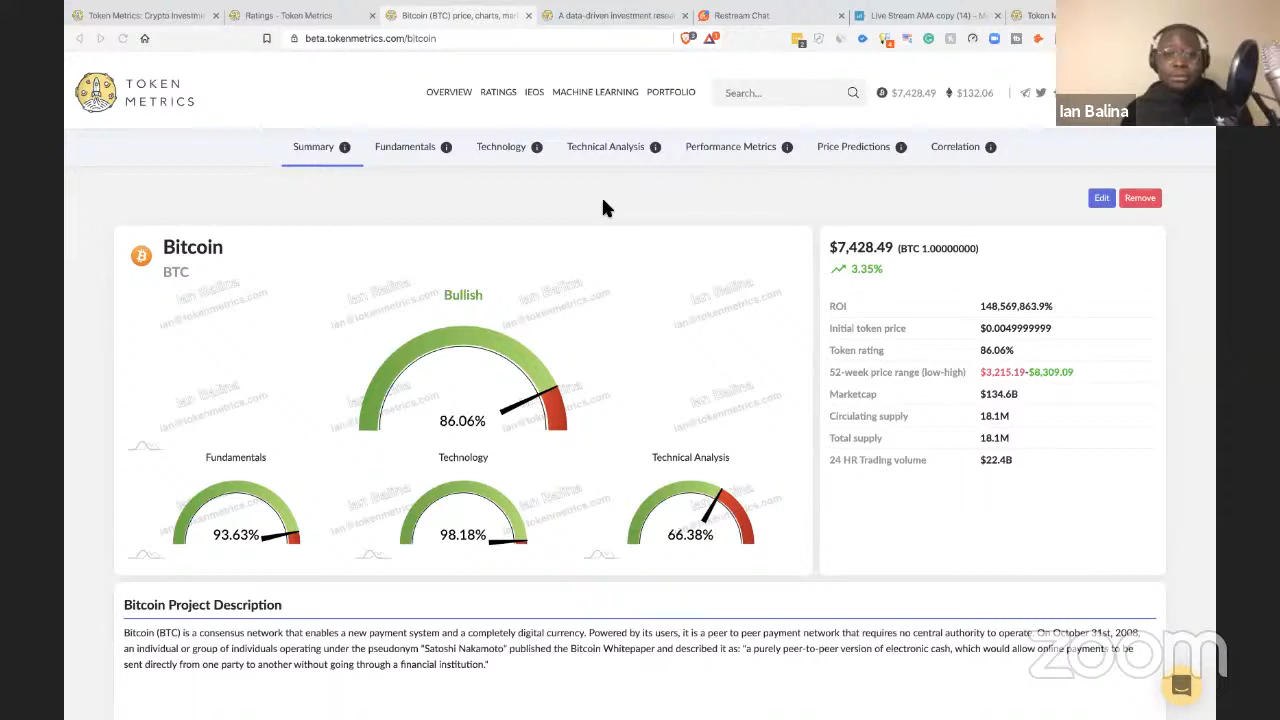 Token Metrics: Crypto Investme
Ratings - Token Metrics
Bitcoin (BTC) price, charts, mark
A data-driven investment resea
Restream Chat
Live Stream AMA copy (14) - M
Token M
beta.tokenmetrics.com/bitcoin
Ian Balina
TOKEN METRICS
OVERVIEW RATINGS IEOS MACHINE LEARNING PORTFOLIO
Search...
$7,428.49 $132.06
Summary Fundamentals Technology Technical Analysis Performance Metrics Price Predictions Correlation
Edit Remove
Bitcoin
BTC
Bullish
86.06%
Fundamentals Technology Technical Analysis
93.63% 98.18% 66.38%
Ian Balina
ian@tokenmetrics.com
$7,428.49 (BTC 1.00000000)
3.35%
ROI 148,569,863.9%
Initial token price $0.0049999999
Token rating 86.06%
52-week price range (low-high) $3,215.19-$8,309.09
Marketcap $134.6B
Circulating supply 18.1M
Total supply 18.1M
24 HR Trading volume $22.4B
Bitcoin Project Description
Bitcoin (BTC) is a consensus network that enables a new payment system and a completely digital currency. Powered by its users, it is a peer to peer payment network that requires no central authority to operate. On October 31st, 2008,
an individual or group of individuals operating under the pseudonym "Satoshi Nakamoto" published the Bitcoin Whitepaper and described it as: "a purely peer-to-peer version of electronic cash, which would allow online payments to be
sent directly from one party to another without going through a financial institution."
zoom